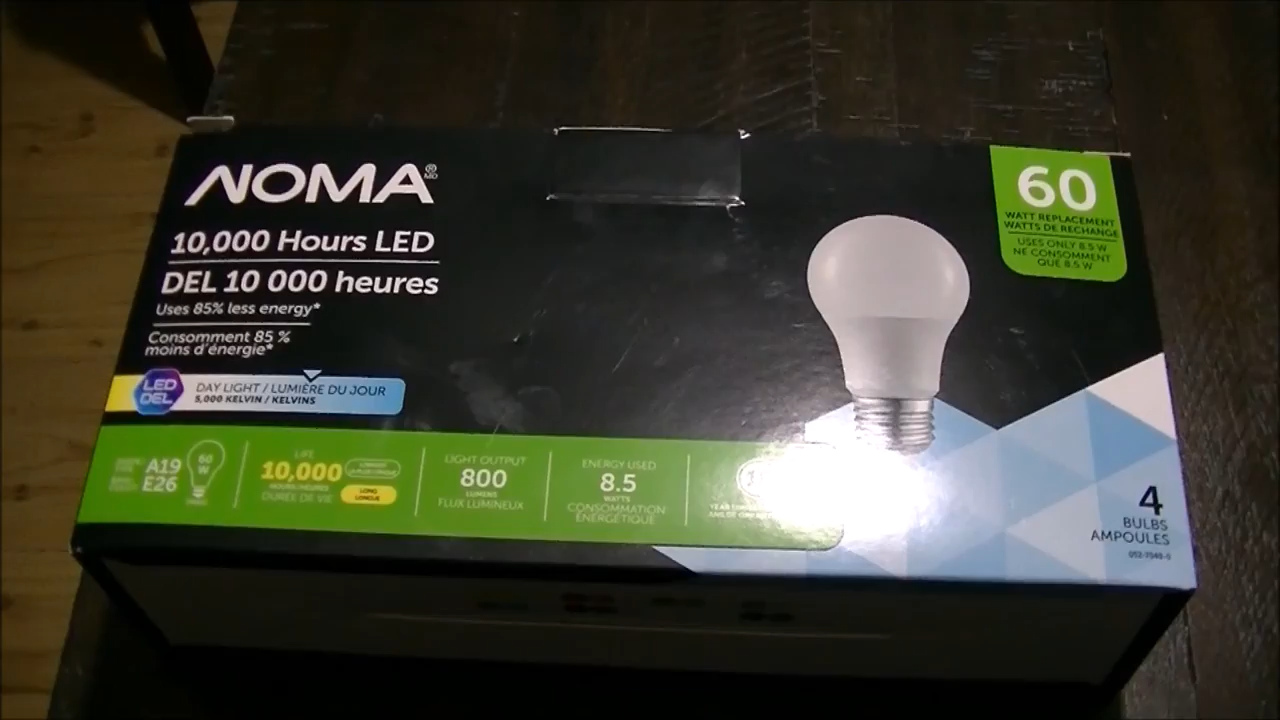 NOMA® MD
10,000 Hours LED
DEL 10 000 heures
Uses 85% less energy*
Consomment 85 %
moins d'énergie*
LED
DEL
DAY LIGHT / LUMIÈRE DU JOUR
5,000 KELVIN / KELVINS
60
WATT REPLACEMENT
WATTS DE RECHANGE
USES ONLY 8.5 W
NE CONSOMMENT
QUE 8.5 W
A19
E26
60
W
LIFE
10,000
HOURS/HEURES
DURÉE DE VIE
LONG
LONGUE
LIGHT OUTPUT
800
LUMENS
FLUX LUMINEUX
ENERGY USED
8.5
WATTS
CONSOMMATION
ÉNERGÉTIQUE
4
BULBS
AMPOULES